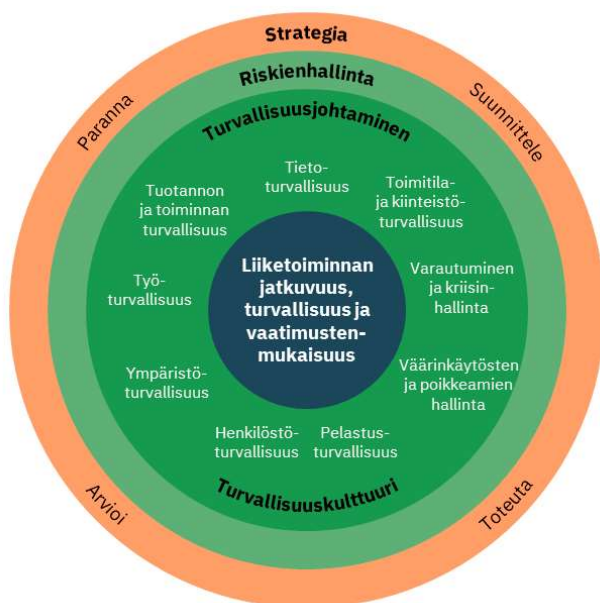 Strategia
Riskienhallinta
Turvallisuusjohtaminen
Paranna
Suunnittele
Tieto-
turvallisuus
Tuotannon
ja toiminnan
turvallisuus
Toimitila-
ja kiinteistö-
turvallisuus
Liiketoiminnan
jatkuvuus,
turvallisuus ja
vaatimusten-
mukaisuus
Työ-
turvallisuus
Varautuminen
ja kriisin-
hallinta
Ympäristö-
turvallisuus
Väärinkäytösten
ja poikkeamien
hallinta
Henkilöstö-
turvallisuus
Pelastus-
turvallisuus
Turvallisuuskulttuuri
Arvioi
Toteuta